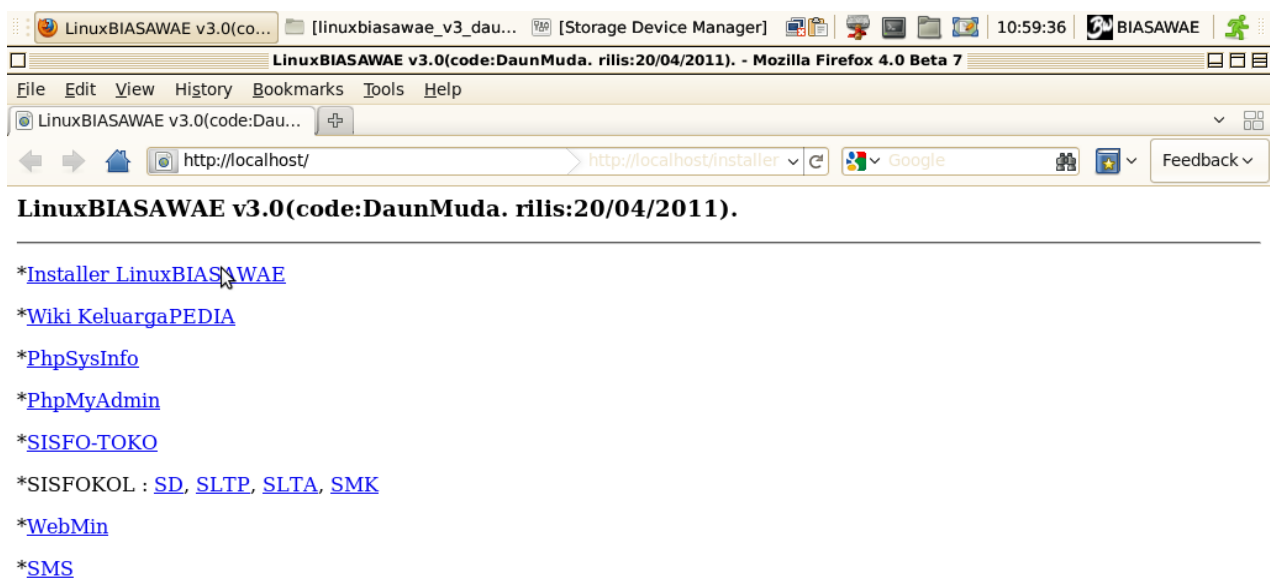 LinuxBIASAWAE v3.0(co... [linuxbiasawae_v3_dau... [Storage Device Manager] 10:59:36 BIASAWAE
LinuxBIASAWAE v3.0(code:DaunMuda. rilis:20/04/2011). - Mozilla Firefox 4.0 Beta 7
File Edit View History Bookmarks Tools Help
LinuxBIASAWAE v3.0(code:Dau...
http://localhost/ http://localhost/installer Google Feedback
LinuxBIASAWAE v3.0(code:DaunMuda. rilis:20/04/2011).
*Installer LinuxBIASAWAE
*Wiki KeluargaPEDIA
*PhpSysInfo
*PhpMyAdmin
*SISFO-TOKO
*SISFOKOL : SD, SLTP, SLTA, SMK
*WebMin
*SMS